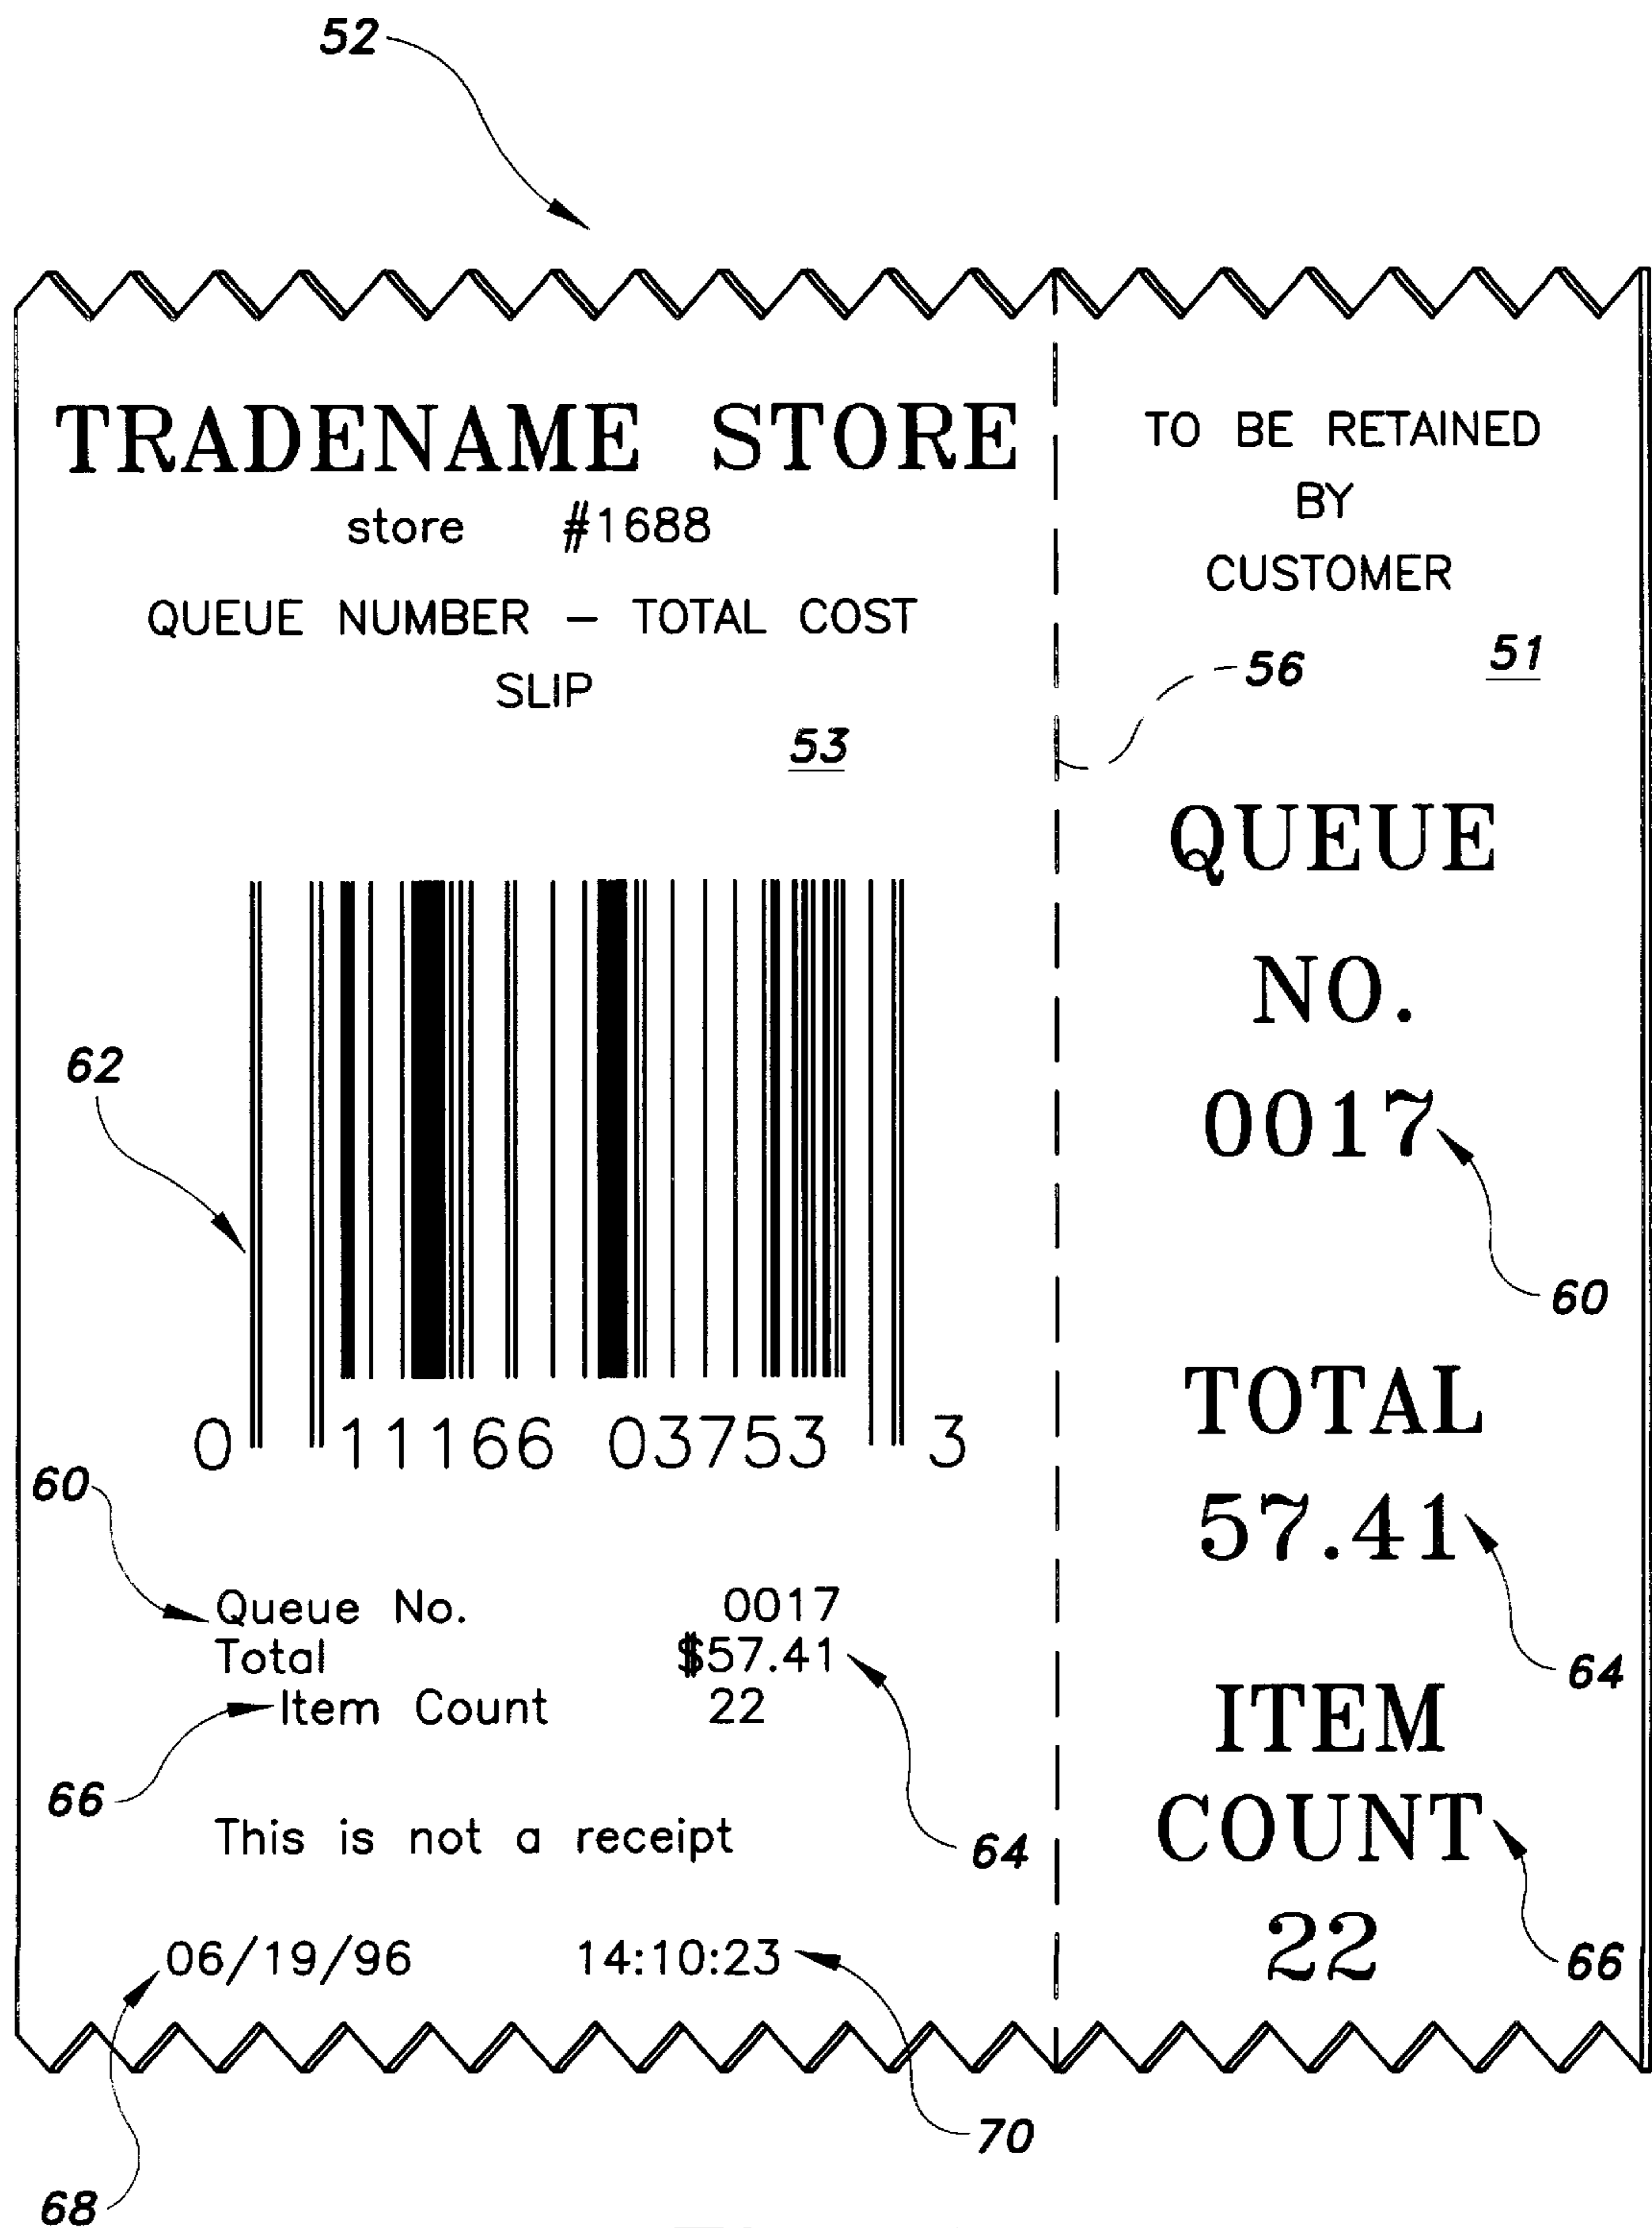 52
TRADENAME STORE
store #1688
QUEUE NUMBER – TOTAL COST
SLIP
53
62
0 11166 03753 3
60
Queue No. 0017
Total $57.41
Item Count 22
66
64
This is not a receipt
06/19/96 14:10:23
68
70
TO BE RETAINED
BY
CUSTOMER
56
51
QUEUE
NO.
0017
60
TOTAL
57.41
64
ITEM
COUNT
22
66